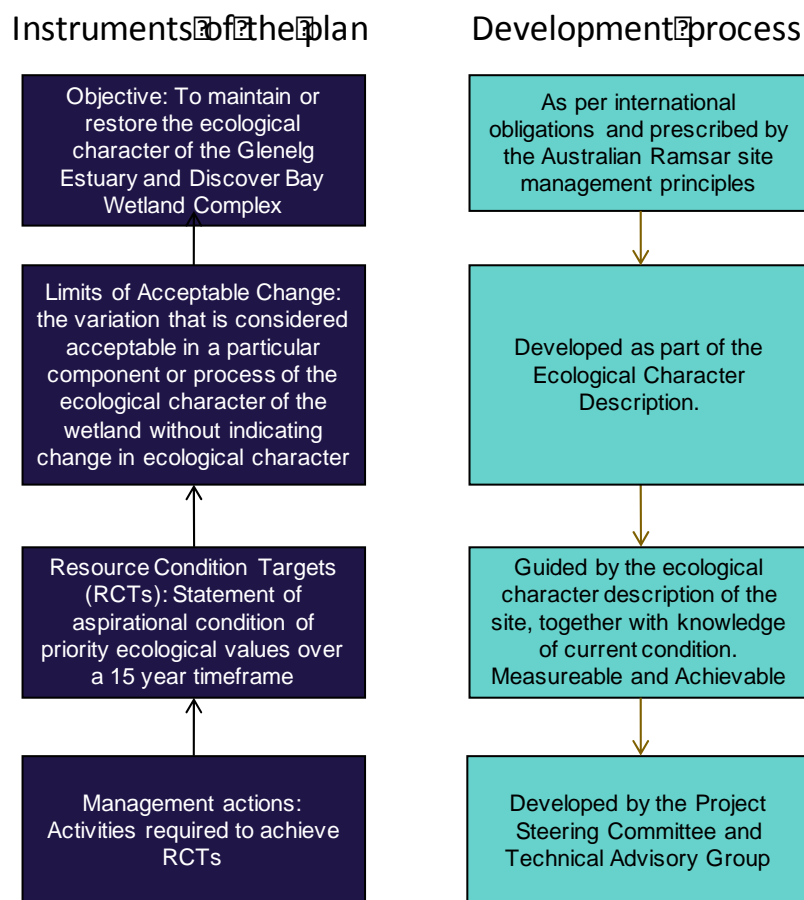 Instruments of the plan
Objective: To maintain or
restore the ecological
character of the Glenelg
Estuary and Discover Bay
Wetland Complex
Limits of Acceptable Change:
the variation that is considered
acceptable in a particular
component or process of the
ecological character of the
wetland without indicating
change in ecological character
Resource Condition Targets
(RCTs): Statement of
aspirational condition of
priority ecological values over
a 15 year timeframe
Management actions:
Activities required to achieve
RCTs
Development process
As per international
obligations and prescribed by
the Australian Ramsar site
management principles
Developed as part of the
Ecological Character
Description.
Guided by the ecological
character description of the
site, together with knowledge
of current condition.
Measureable and Achievable
Developed by the Project
Steering Committee and
Technical Advisory Group